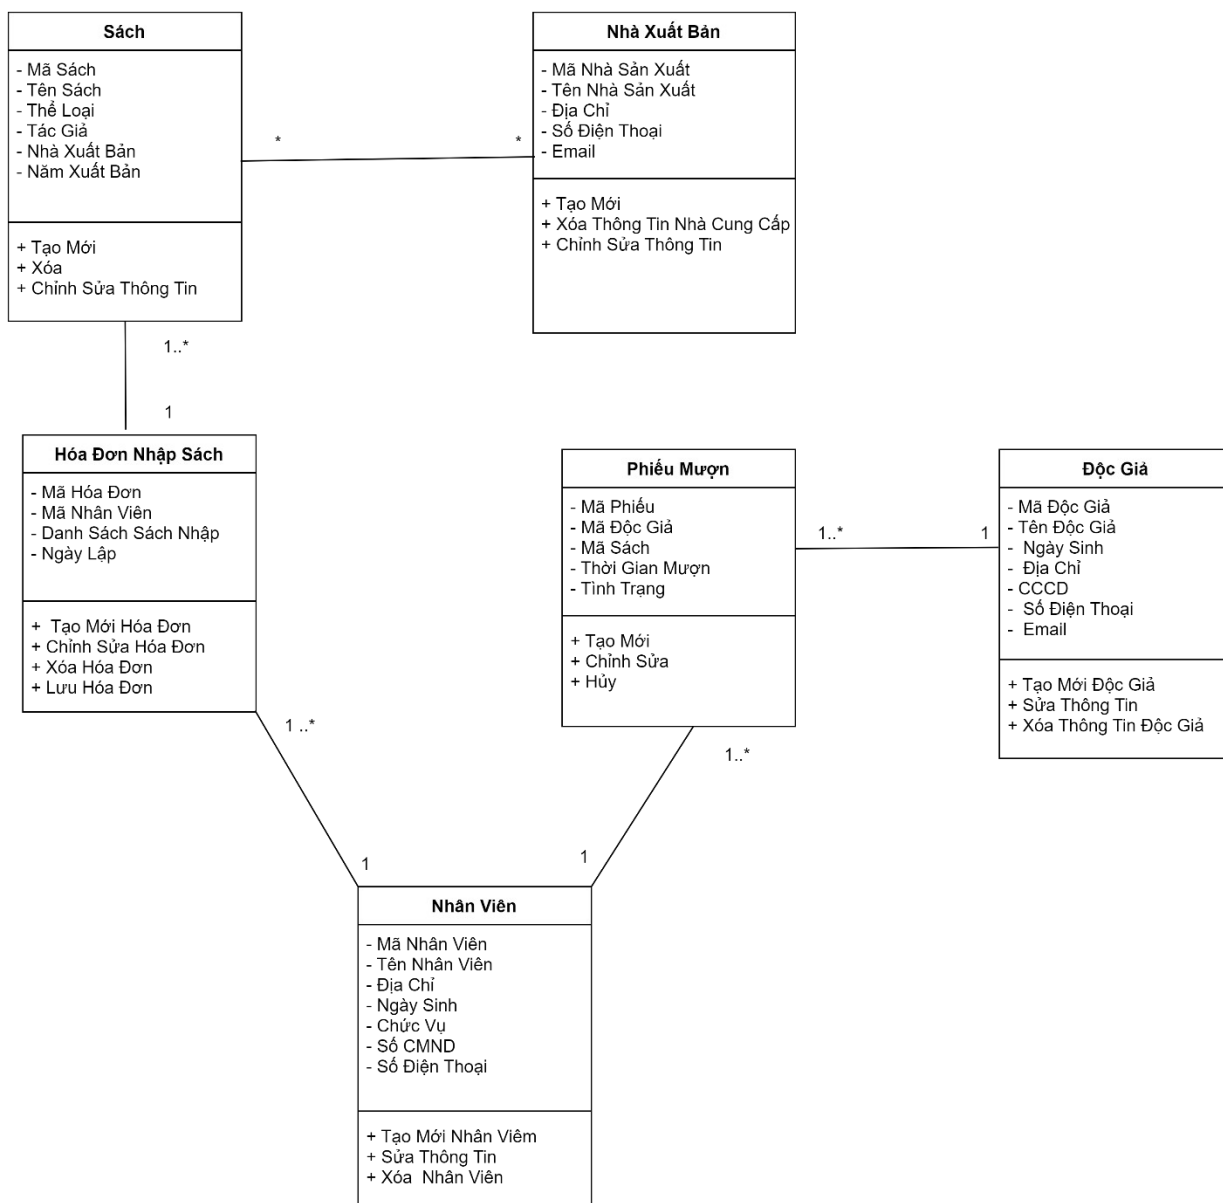 Sách
- Mã Sách
- Tên Sách
- Thể Loại
- Tác Giả
- Nhà Xuất Bản
- Năm Xuất Bản
+ Tạo Mới
+ Xóa
+ Chỉnh Sửa Thông Tin
*
*
Nhà Xuất Bản
- Mã Nhà Sản Xuất
- Tên Nhà Sản Xuất
- Địa Chỉ
- Số Điện Thoại
- Email
+ Tạo Mới
+ Xóa Thông Tin Nhà Cung Cấp
+ Chỉnh Sửa Thông Tin
1..*
1
Hóa Đơn Nhập Sách
- Mã Hóa Đơn
- Mã Nhân Viên
- Danh Sách Sách Nhập
- Ngày Lập
+ Tạo Mới Hóa Đơn
+ Chỉnh Sửa Hóa Đơn
+ Xóa Hóa Đơn
+ Lưu Hóa Đơn
Phiếu Mượn
- Mã Phiếu
- Mã Độc Giả
- Mã Sách
- Thời Gian Mượn
- Tình Trạng
+ Tạo Mới
+ Chỉnh Sửa
+ Hủy
1..*
1
Độc Giả
- Mã Độc Giả
- Tên Độc Giả
- Ngày Sinh
- Địa Chỉ
- CCCD
- Số Điện Thoại
- Email
+ Tạo Mới Độc Giả
+ Sửa Thông Tin
+ Xóa Thông Tin Độc Giả
1 ..*
1..*
1
1
Nhân Viên
- Mã Nhân Viên
- Tên Nhân Viên
- Địa Chỉ
- Ngày Sinh
- Chức Vụ
- Số CMND
- Số Điện Thoại
+ Tạo Mới Nhân Viêm
+ Sửa Thông Tin
+ Xóa Nhân Viên